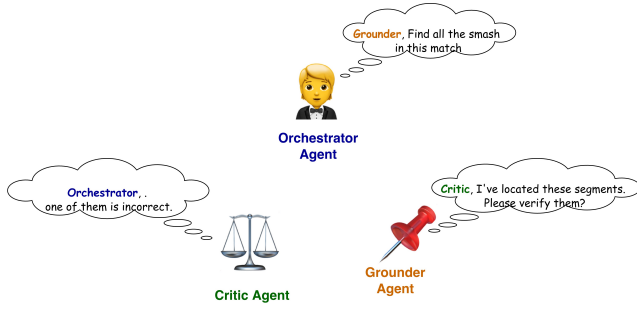 Grounder, Find all the smash
in this match
Orchestrator
Agent
Orchestrator, .
one of them is incorrect.
Critic, I've located these segments.
Please verify them?
Critic Agent
Grounder
Agent